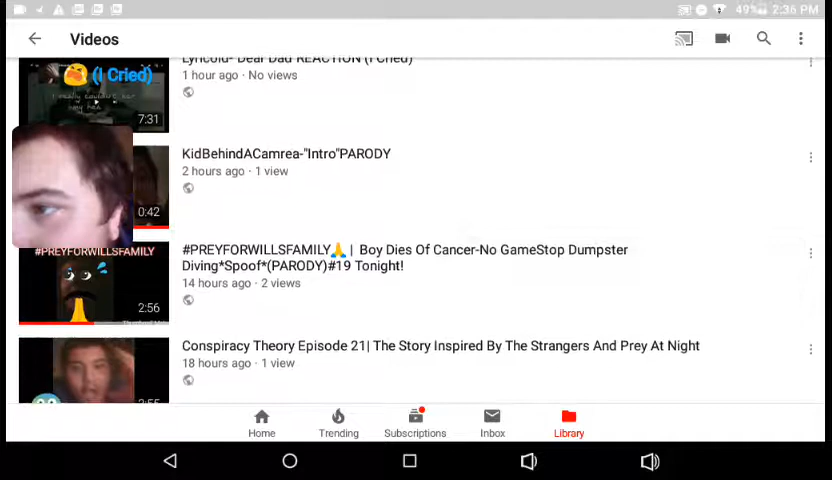 49% 2:36 PM
Videos
Lyricold- Dear Dad REACTION (I Cried)
(I Cried)
1 hour ago · No views
7:31
KidBehindACamrea-"Intro"PARODY
2 hours ago · 1 view
0:42
#PREYFORWILLSFAMILY
#PREYFORWILLSFAMILY🙏 | Boy Dies Of Cancer-No GameStop Dumpster
Diving*Spoof*(PARODY)#19 Tonight!
14 hours ago · 2 views
2:56
Conspiracy Theory Episode 21| The Story Inspired By The Strangers And Prey At Night
18 hours ago · 1 view
Home Trending Subscriptions Inbox Library